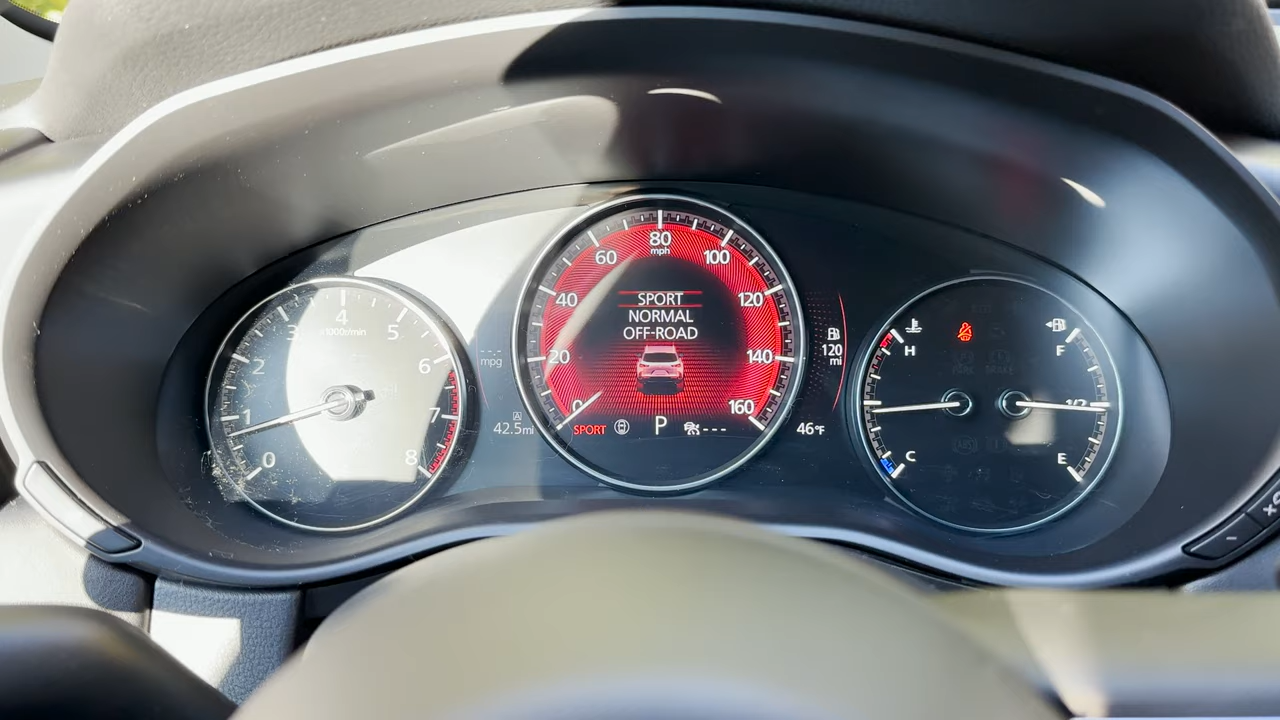 0
1
2
3
4
5
6
7
8
x1000r/min
--- mpg
A
42.5mi
0
20
40
60
80
mph
100
120
140
160
SPORT
NORMAL
OFF-ROAD
SPORT
P
---
120
mi
46°F
H
C
F
1/2
E